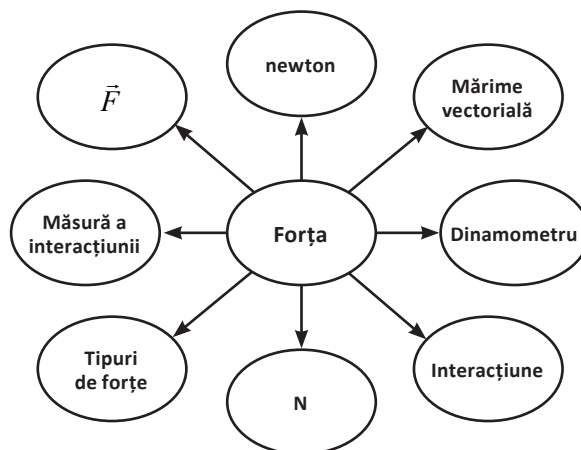 newton
F⃗
Mărime
vectorială
Măsură a
interacțiunii
Forța
Dinamometru
Tipuri
de forțe
N
Interacțiune